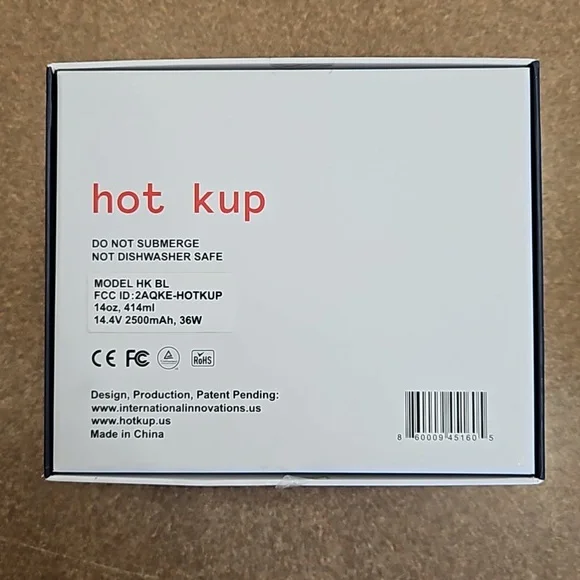 hot kup
DO NOT SUBMERGE
NOT DISHWASHER SAFE
MODEL HK BL
FCC ID:2AQKE-HOTKUP
14oz, 414ml
14.4V 2500mAh, 36W
CE FC RoHS
Design, Production, Patent Pending:
www.internationalinnovations.us
www.hotkup.us
Made in China
8 60009 45160 5